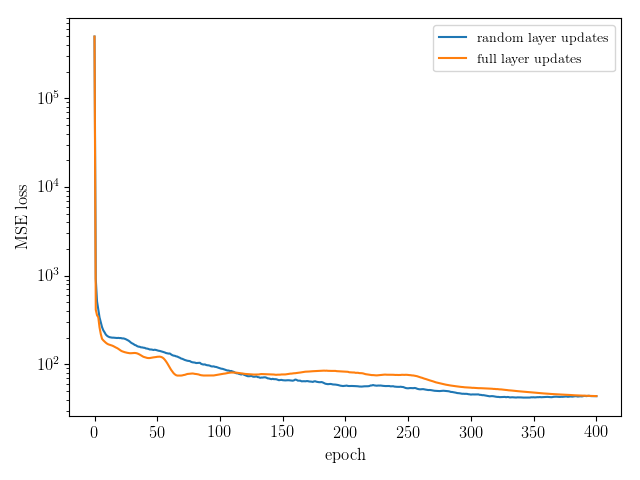 random layer updates
full layer updates
10^5
10^4
10^3
10^2
MSE loss
0 50 100 150 200 250 300 350 400
epoch